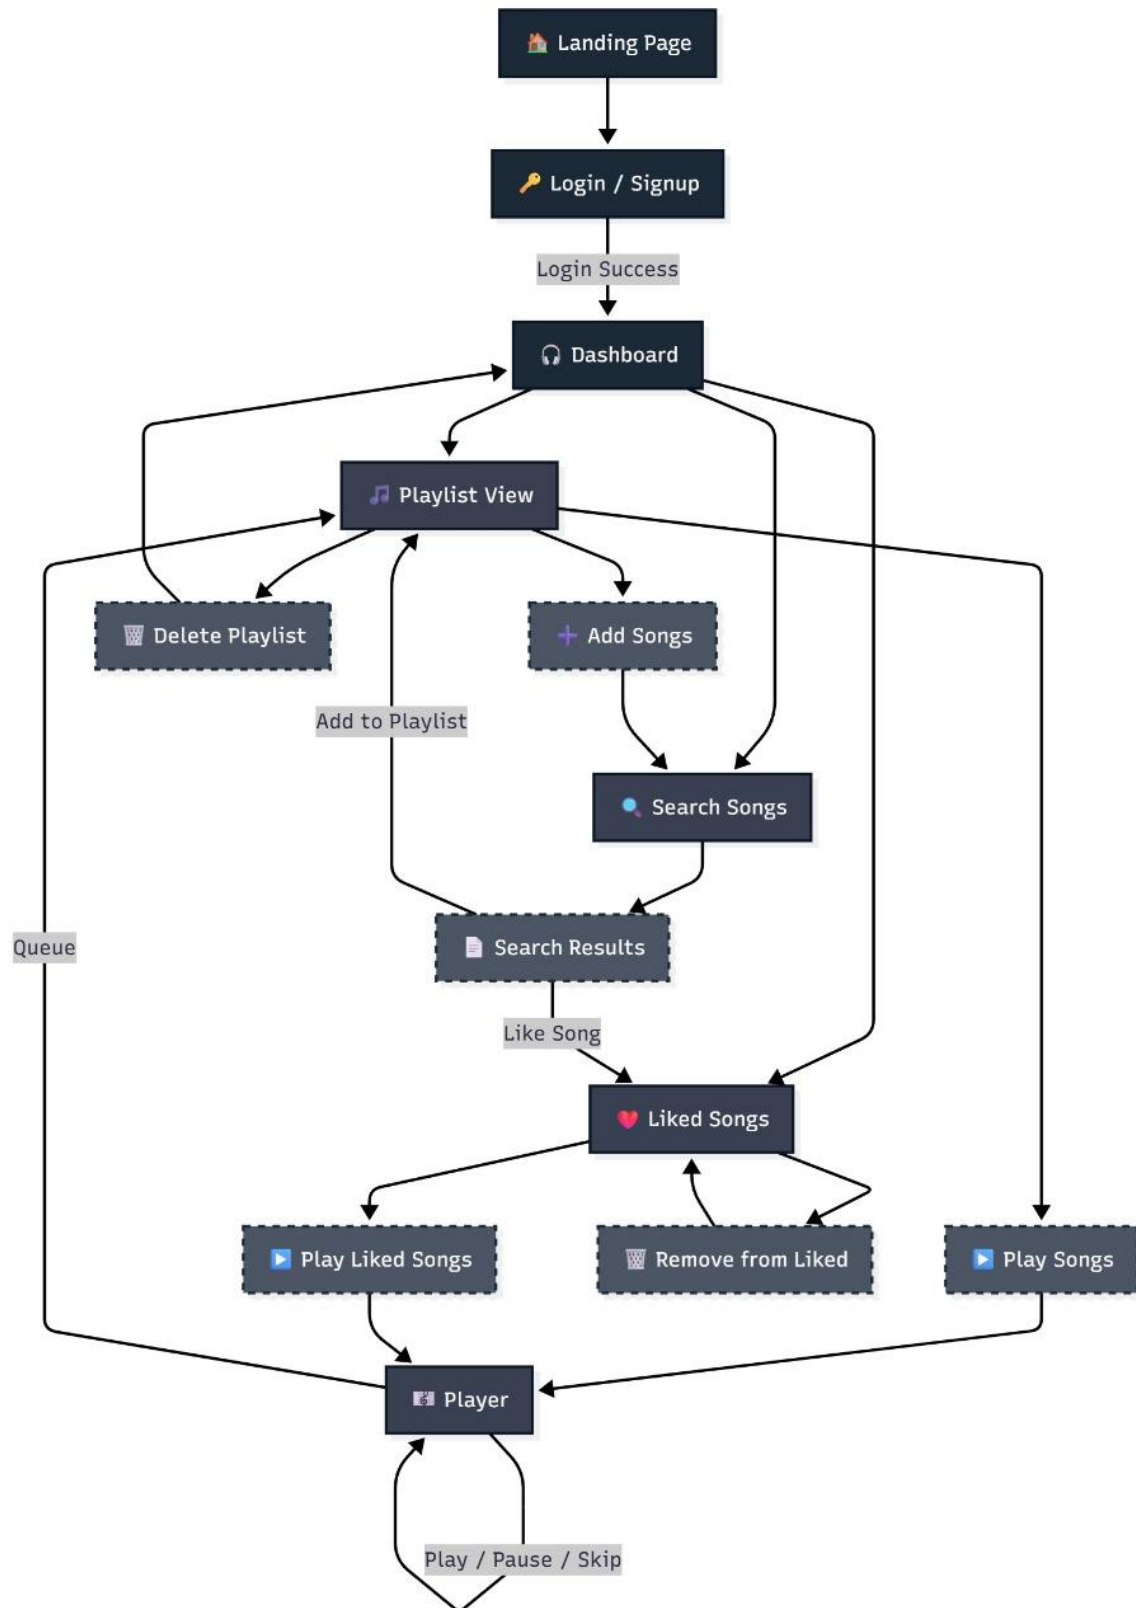 Landing Page
Login / Signup
Login Success
Dashboard
Playlist View
Delete Playlist
Add Songs
Add to Playlist
Search Songs
Queue
Search Results
Like Song
Liked Songs
Play Liked Songs
Remove from Liked
Play Songs
Player
Play / Pause / Skip